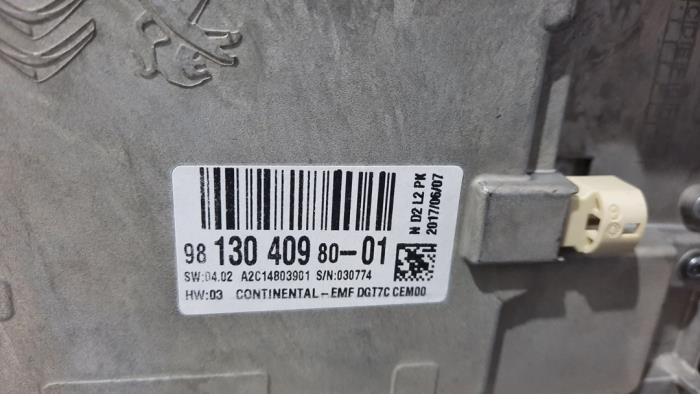 N D2 L2 PK
2017/06/07
98 130 409 80-01
SW:04.02 A2C14803901 S/N:030774
HW:03 CONTINENTAL-EMF DGT7C CEM00